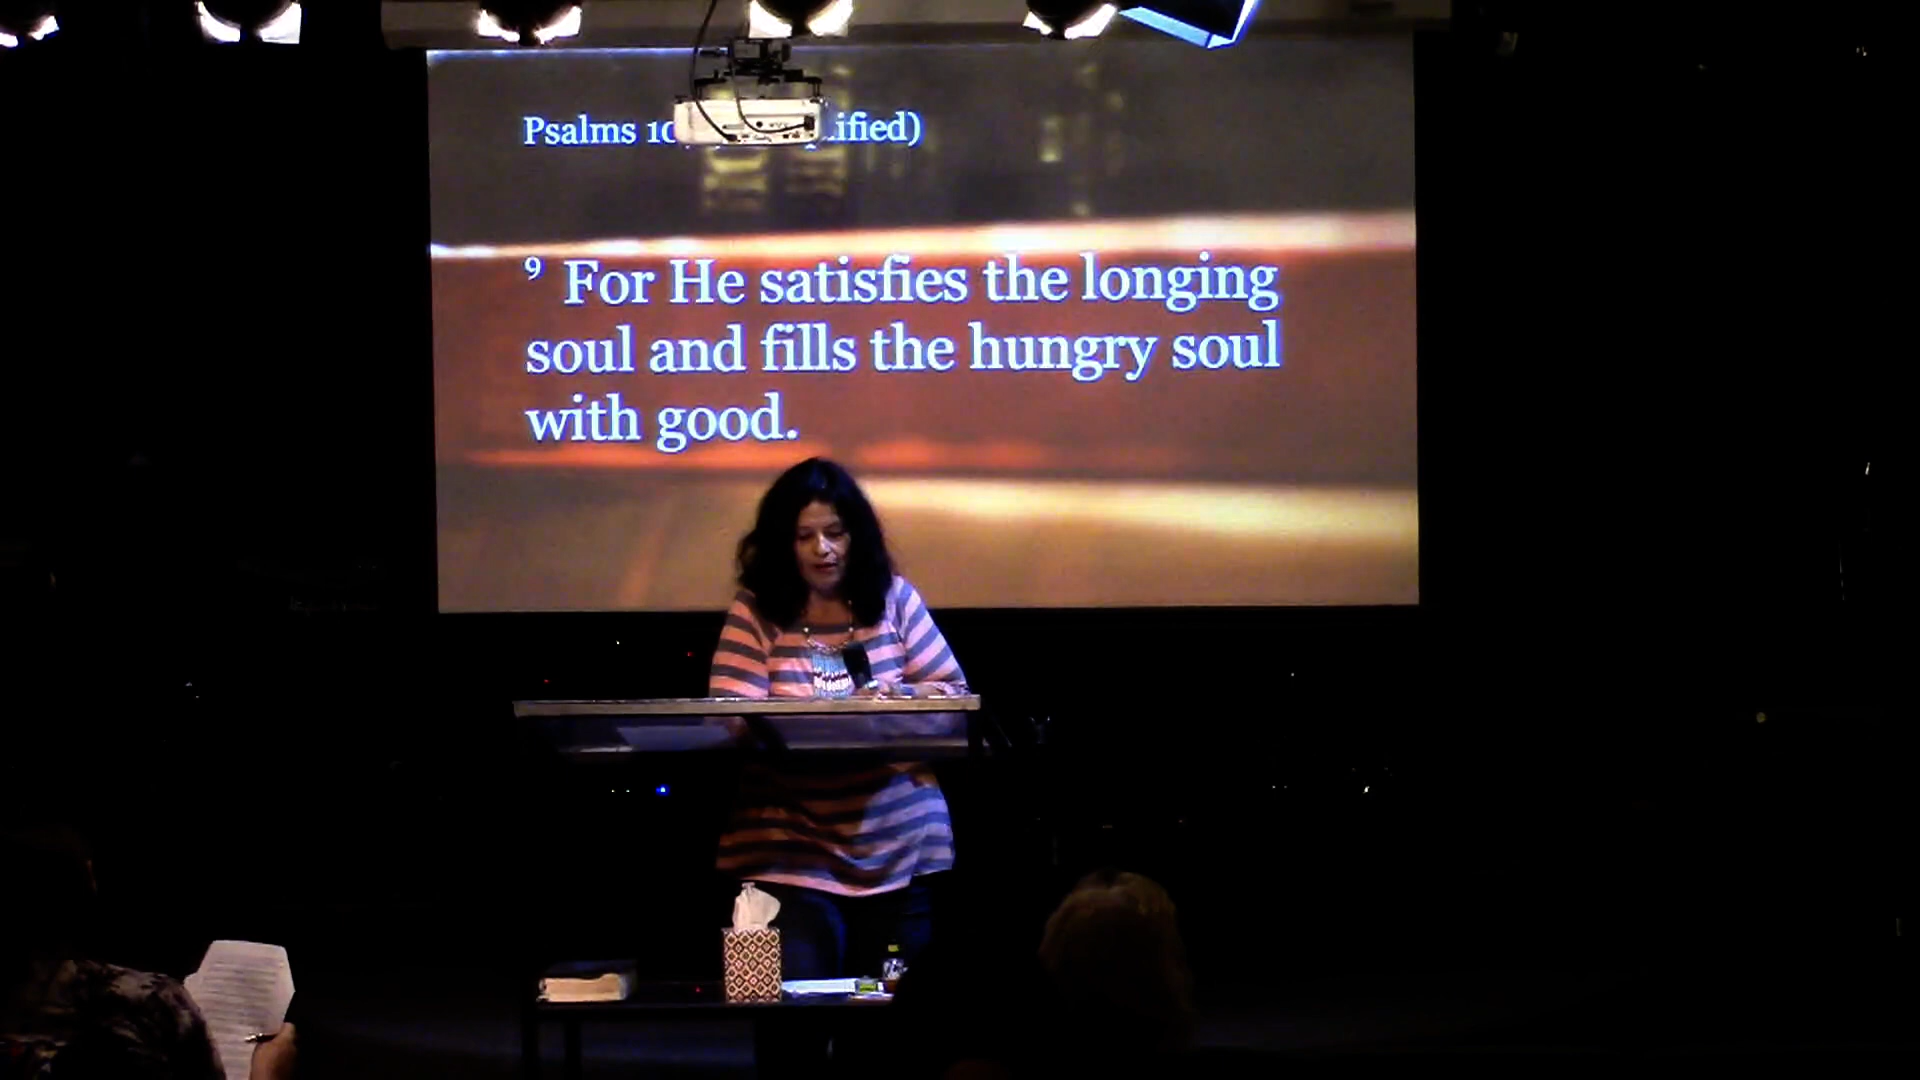 Psalms 10 ified)
9 For He satisfies the longing
soul and fills the hungry soul
with good.